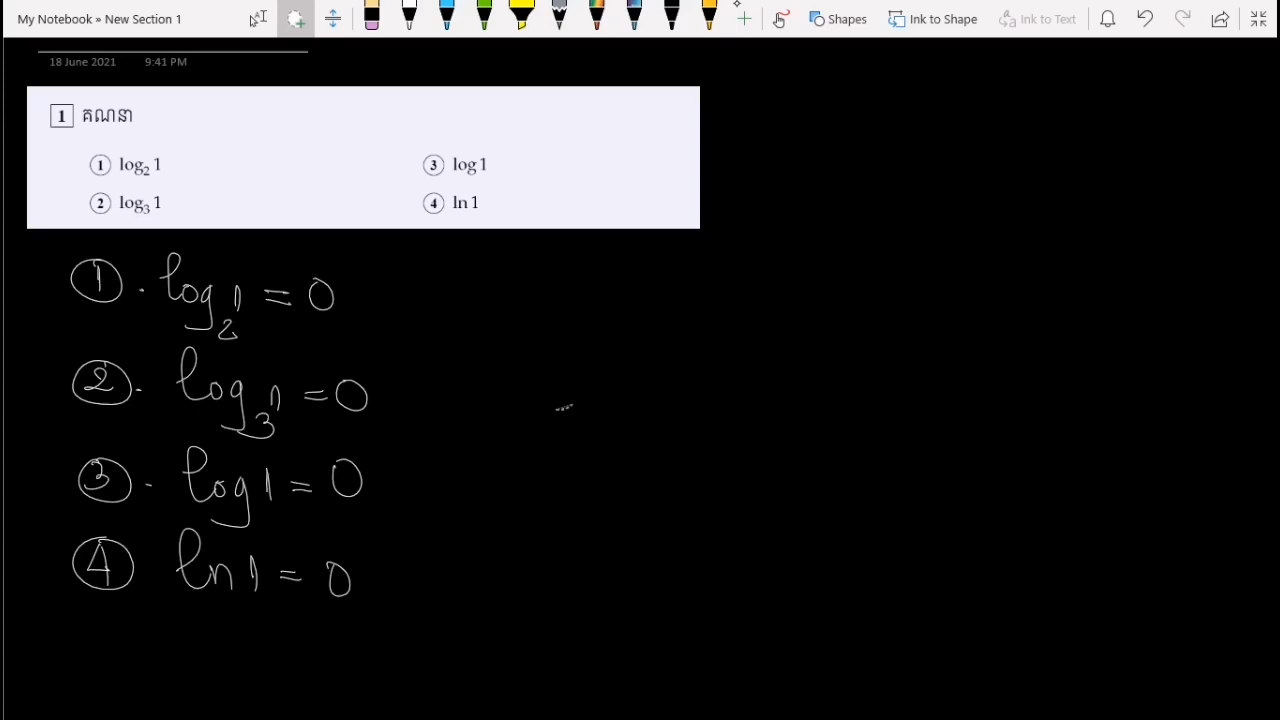 My Notebook » New Section 1
Shapes
Ink to Shape
Ink to Text
18 June 2021 9:41 PM
1 គណនា
① log₂ 1
③ log 1
② log₃ 1
④ ln 1
① . log₂ 1 = 0
② . log₃ 1 = 0
③ . log 1 = 0
④ ln 1 = 0